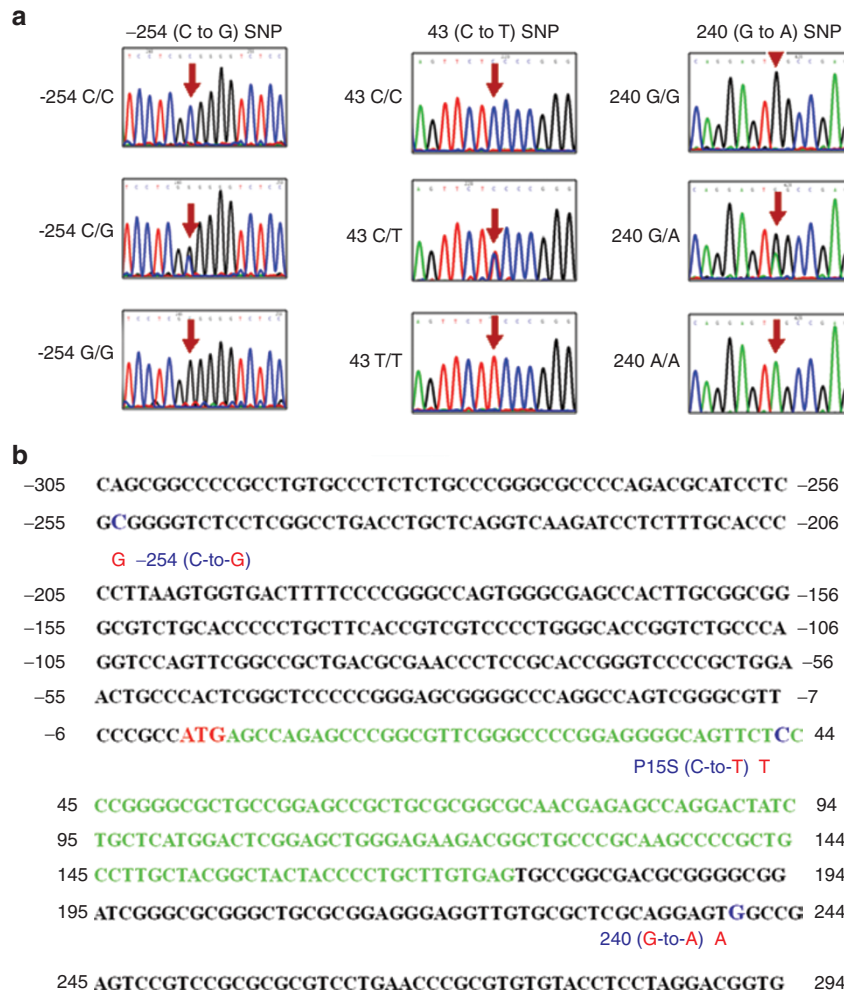 a
−254 (C to G) SNP 43 (C to T) SNP 240 (G to A) SNP
-254 C/C 43 C/C 240 G/G
-254 C/G 43 C/T 240 G/A
-254 G/G 43 T/T 240 A/A
b
−305 CAGCGGCCCCGCCTGTGCCCTCTCTGCCCGGGCGCCCCAGACGCATCCTC −256
−255 GCGGGGTCTCCTCGGCCTGACCTGCTCAGGTCAAGATCCTCTTTGCACCC −206
G −254 (C-to-G)
−205 CCTTAAGTGGTGACTTTTCCCCGGGCCAGTGGGCGAGCCACTTGCGGCGG −156
−155 GCGTCTGCACCCCCTGCTTCACCGTCGTCCCCTGGGCACCGGTCTGCCCA −106
−105 GGTCCAGTTCGGCCGCTGACGCGAACCCTCCGCACCGGGTCCCCGCTGGA −56
−55 ACTGCCCACTCGGCTCCCCCGGGAGCGGGGCCCAGGCCAGTCGGGCGTT −7
−6 CCCGCCATGAGCCAGAGCCCGGCGTTCGGGCCCCGGAGGGGCAGTTCTCC 44
P15S (C-to-T) T
45 CCGGGGCGCTGCCGGAGCCGCTGCGCGGCGCAACGAGAGCCAGGACTATC 94
95 TGCTCATGGACTCGGAGCTGGGAGAAGACGGCTGCCCGCAAGCCCCGCTG 144
145 CCTTGCTACGGCTACTACCCCTGCTTGTGAGTGCCGGCGACGCGGGGCGG 194
195 ATCGGGCGCGGGCTGCGCGGAGGGAGGTTGTGCGCTCGCAGGAGTGGCCG 244
240 (G-to-A) A
245 AGTCCGTCCGCGCGCGTCCTGAACCCGCGTGTGTACCTCCTAGGACGGTG 294